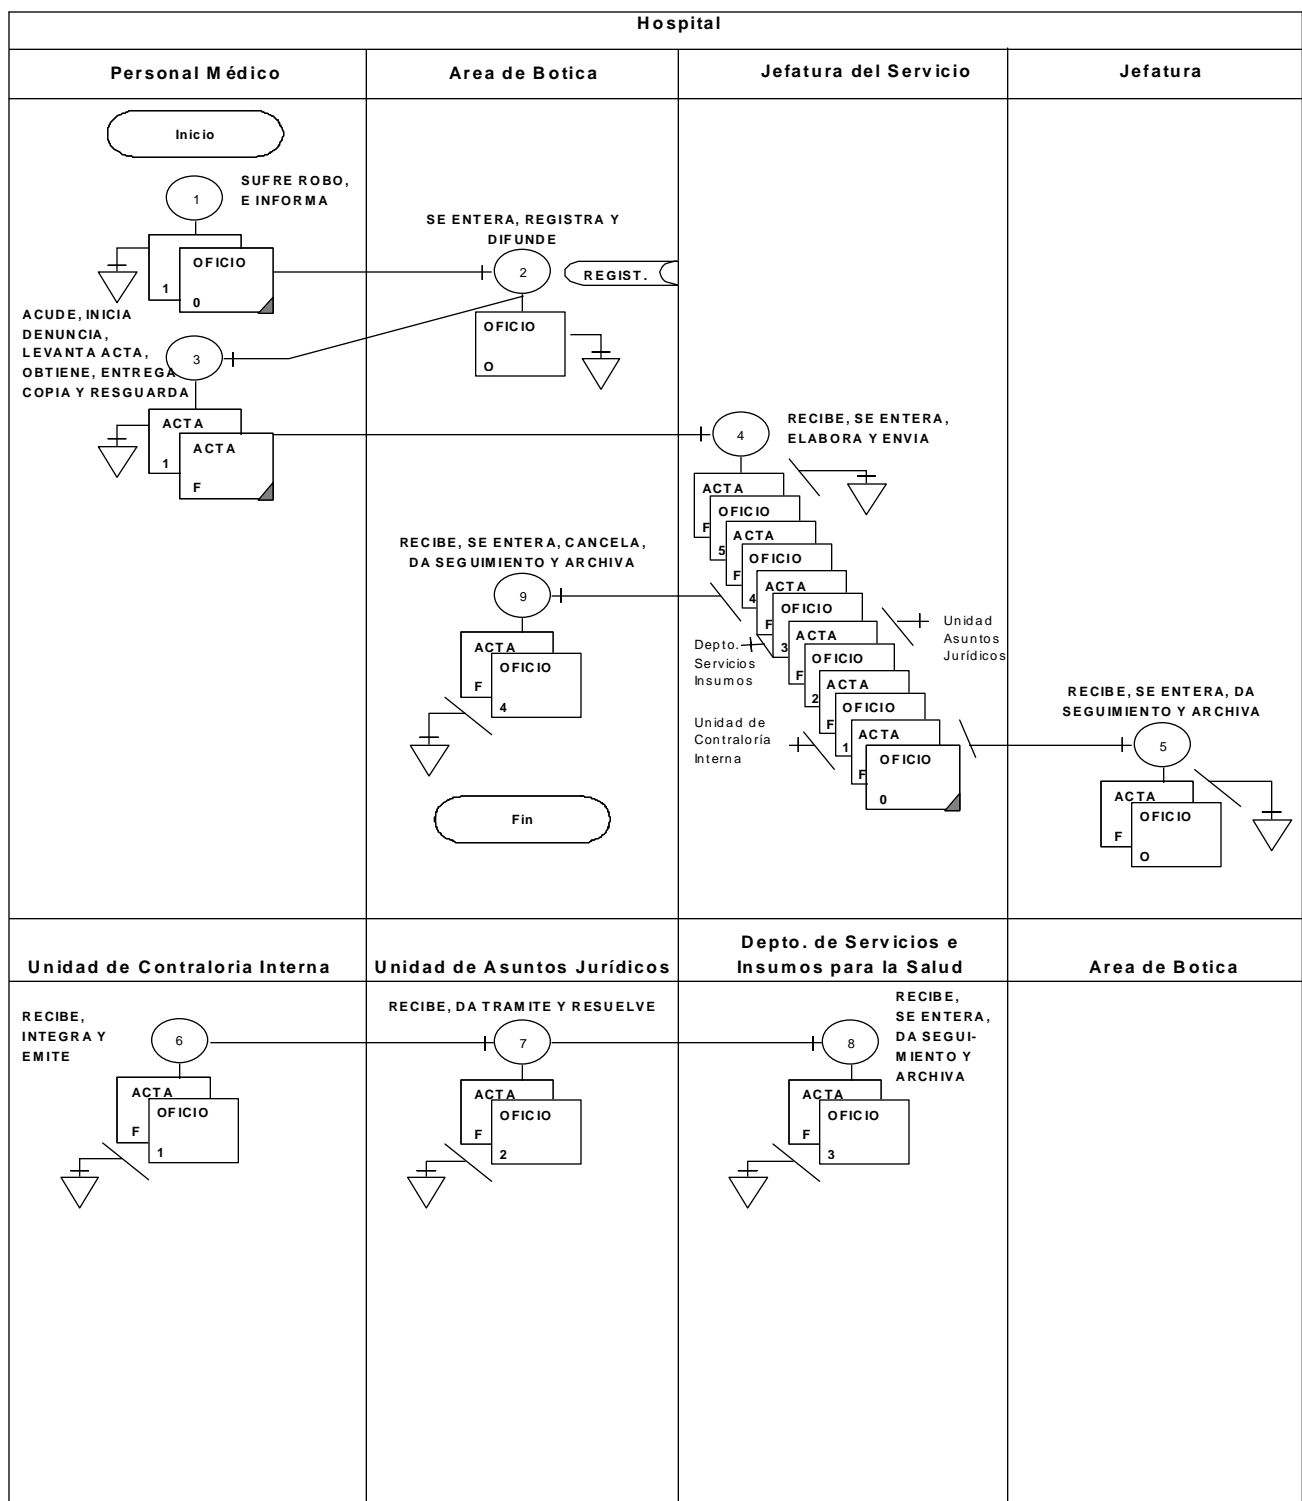 Hospital
Personal Médico
Area de Botica
Jefatura del Servicio
Jefatura
Inicio
1
SUFRE ROBO,
E INFORMA
OFICIO
1
0
SE ENTERA, REGISTRA Y
DIFUNDE
2
REGIST.
OFICIO
O
ACUDE, INICIA
DENUNCIA,
LEVANTA ACTA,
OBTIENE, ENTREGA
COPIA Y RESGUARDA
3
ACTA
1
ACTA
F
4
RECIBE, SE ENTERA,
ELABORA Y ENVIA
ACTA
F
OFICIO
5
ACTA
F
OFICIO
4
ACTA
F
OFICIO
3
ACTA
F
OFICIO
2
ACTA
F
OFICIO
1
ACTA
F
OFICIO
0
Depto.
Servicios
Insumos
Unidad
Asuntos
Jurídicos
Unidad de
Contraloría
Interna
RECIBE, SE ENTERA, CANCELA,
DA SEGUIMIENTO Y ARCHIVA
9
ACTA
F
OFICIO
4
Fin
RECIBE, SE ENTERA, DA
SEGUIMIENTO Y ARCHIVA
5
ACTA
F
OFICIO
O
Unidad de Contraloria Interna
Unidad de Asuntos Jurídicos
Depto. de Servicios e
Insumos para la Salud
Area de Botica
RECIBE,
INTEGRA Y
EMITE
6
ACTA
F
OFICIO
1
RECIBE, DA TRAMITE Y RESUELVE
7
ACTA
F
OFICIO
2
8
RECIBE,
SE ENTERA,
DA SEGUI-
MIENTO Y
ARCHIVA
ACTA
F
OFICIO
3